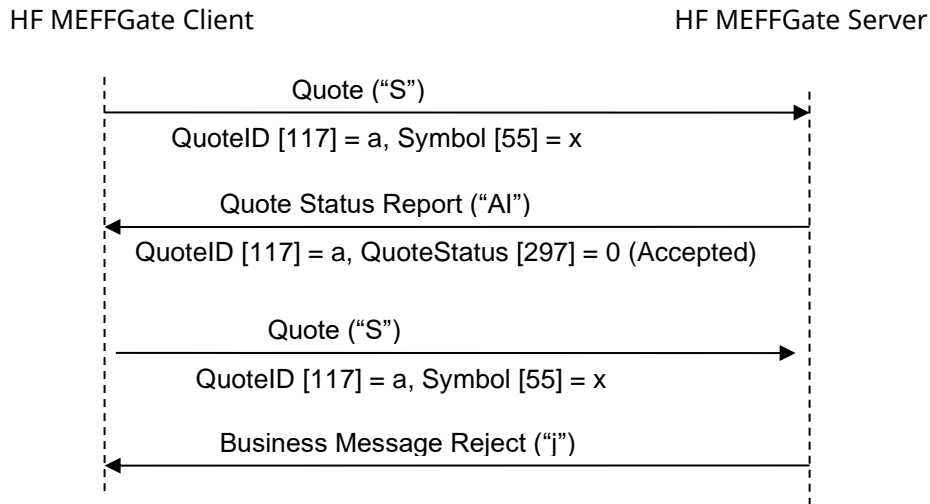 HF MEFFGate Client HF MEFFGate Server
Quote (“S”)
QuoteID [117] = a, Symbol [55] = x
Quote Status Report (“AI”)
QuoteID [117] = a, QuoteStatus [297] = 0 (Accepted)
Quote (“S”)
QuoteID [117] = a, Symbol [55] = x
Business Message Reject (“j”)